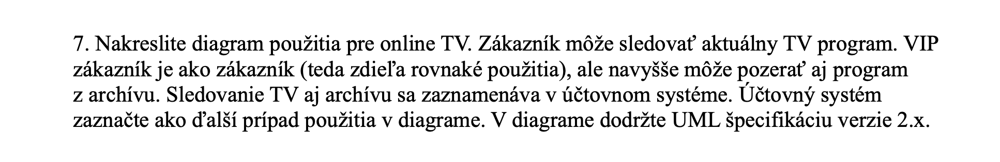 7. Nakreslite diagram použitia pre online TV. Zákazník môže sledovať aktuálny TV program. VIP
zákazník je ako zákazník (teda zdieľa rovnaké použitia), ale navyšše môže pozerať aj program
z archívu. Sledovanie TV aj archívu sa zaznamenáva v účtovnom systéme. Účtovný systém
zaznačte ako ďalší prípad použitia v diagrame. V diagrame dodržte UML špecifikáciu verzie 2.x.